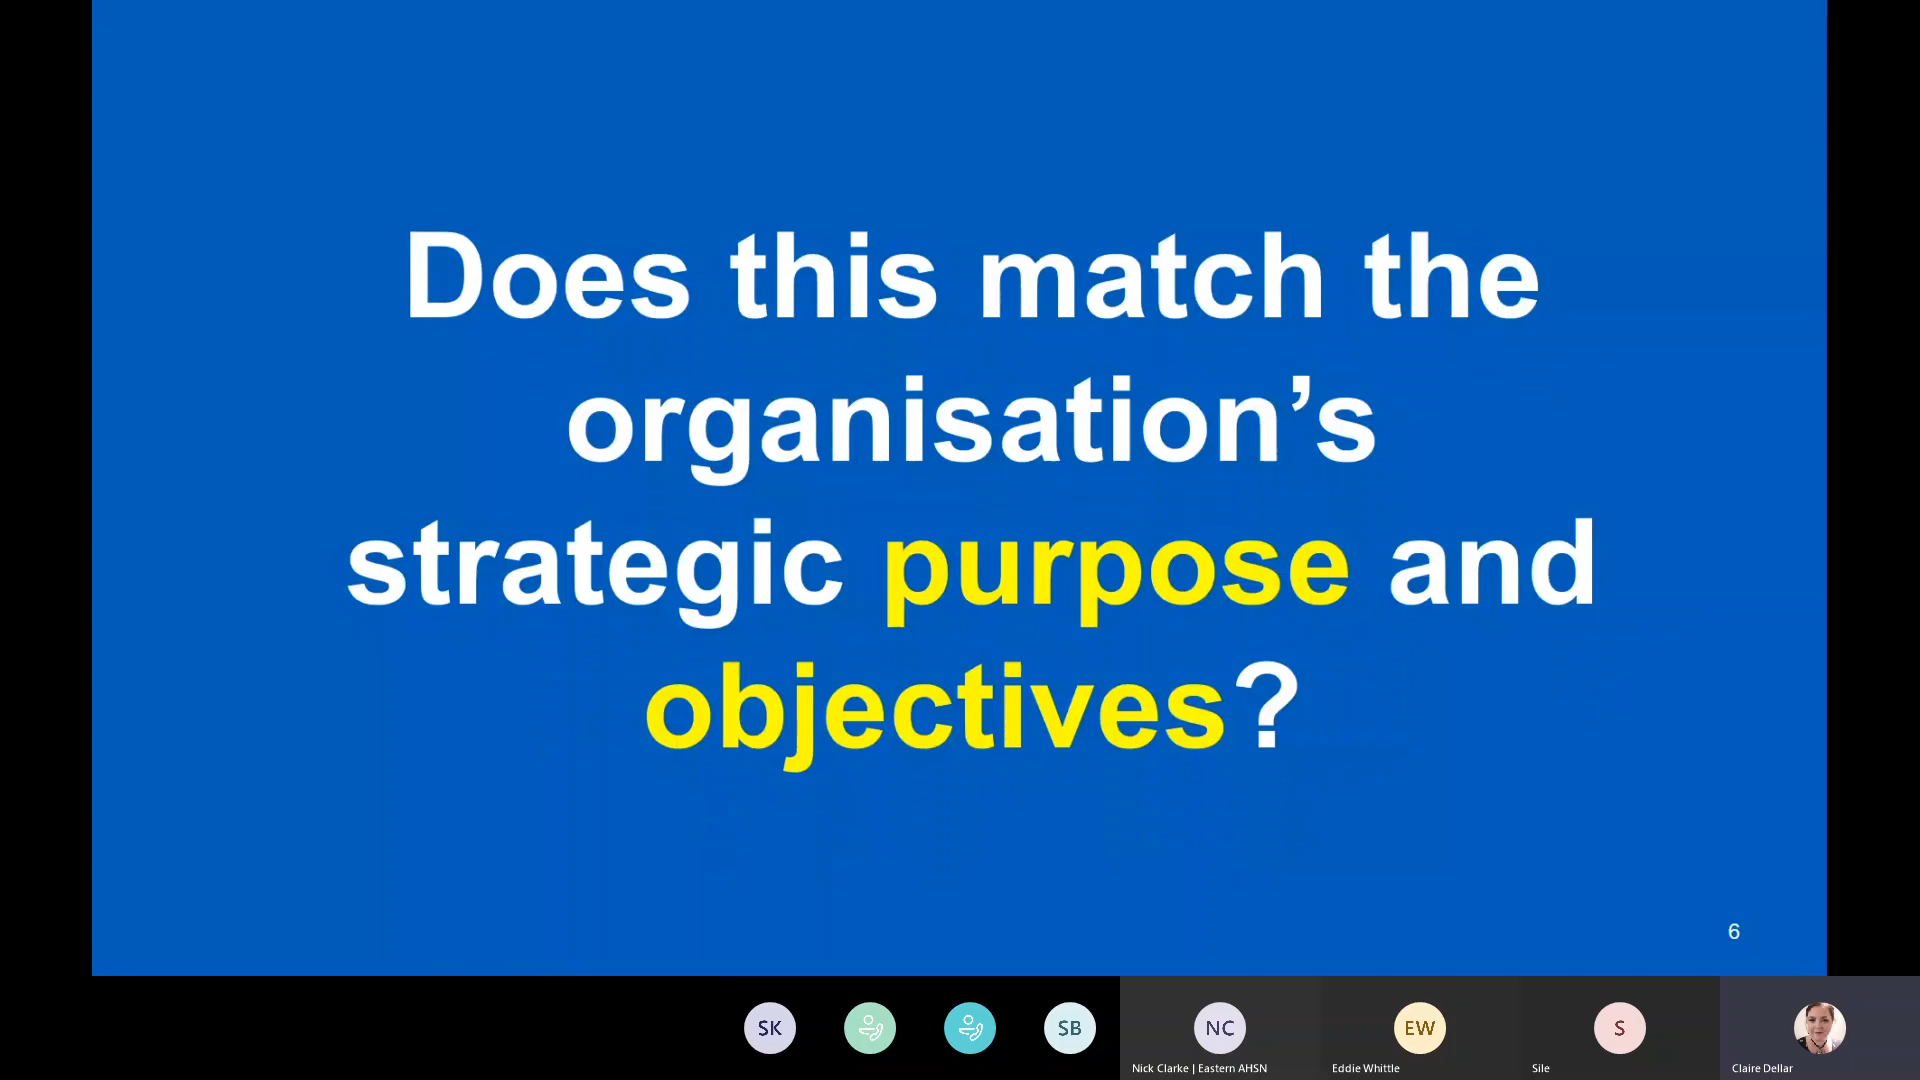 Does this match the
organisation’s
strategic purpose and
objectives?
6
SK
SB
NC
EW
S
Nick Clarke | Eastern AHSN
Eddie Whittle
Sile
Claire Dellar